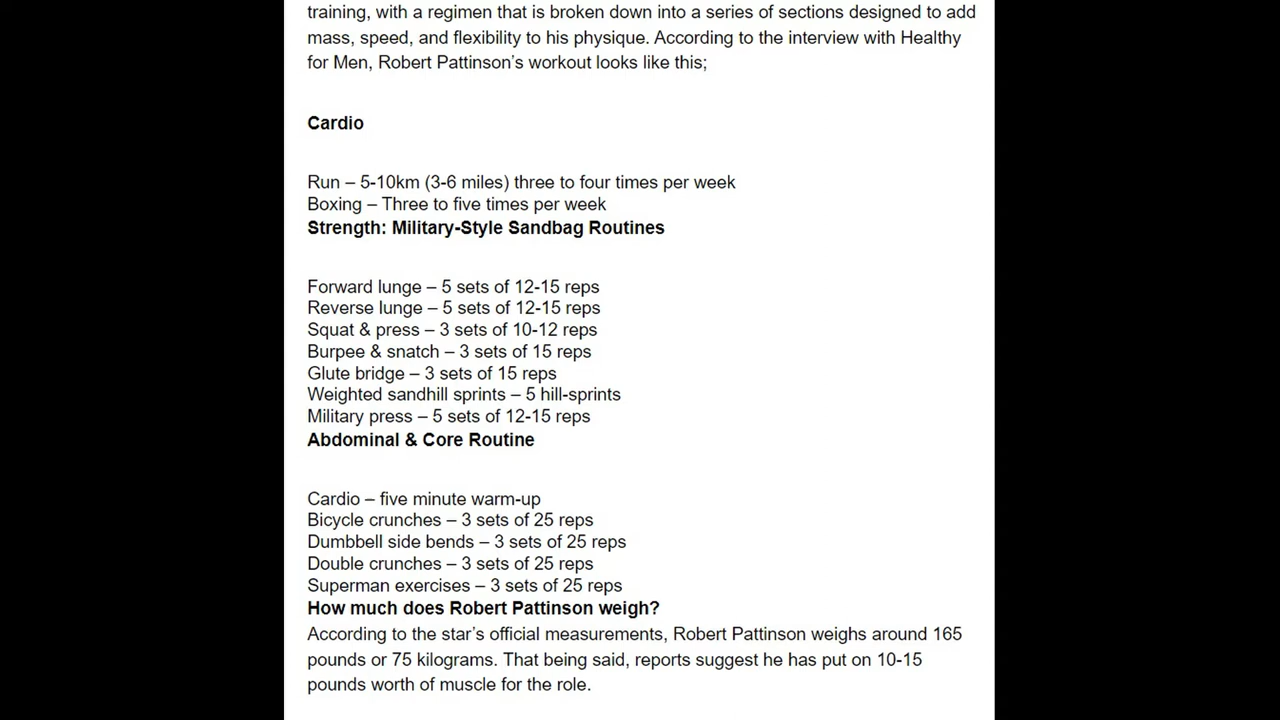 training, with a regimen that is broken down into a series of sections designed to add
mass, speed, and flexibility to his physique. According to the interview with Healthy
for Men, Robert Pattinson’s workout looks like this;
Cardio
Run – 5-10km (3-6 miles) three to four times per week
Boxing – Three to five times per week
Strength: Military-Style Sandbag Routines
Forward lunge – 5 sets of 12-15 reps
Reverse lunge – 5 sets of 12-15 reps
Squat & press – 3 sets of 10-12 reps
Burpee & snatch – 3 sets of 15 reps
Glute bridge – 3 sets of 15 reps
Weighted sandhill sprints – 5 hill-sprints
Military press – 5 sets of 12-15 reps
Abdominal & Core Routine
Cardio – five minute warm-up
Bicycle crunches – 3 sets of 25 reps
Dumbbell side bends – 3 sets of 25 reps
Double crunches – 3 sets of 25 reps
Superman exercises – 3 sets of 25 reps
How much does Robert Pattinson weigh?
According to the star’s official measurements, Robert Pattinson weighs around 165
pounds or 75 kilograms. That being said, reports suggest he has put on 10-15
pounds worth of muscle for the role.